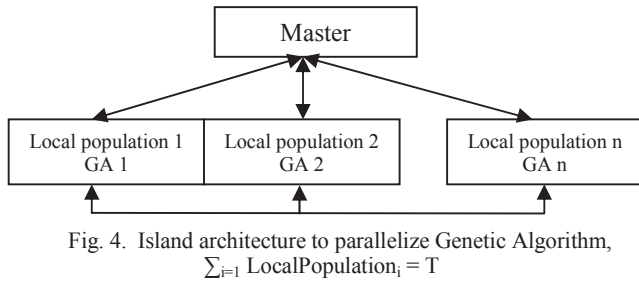 Master
Local population 1
GA 1
Local population 2
GA 2
Local population n
GA n
Fig. 4. Island architecture to parallelize Genetic Algorithm,
∑i=1 LocalPopulationi = T